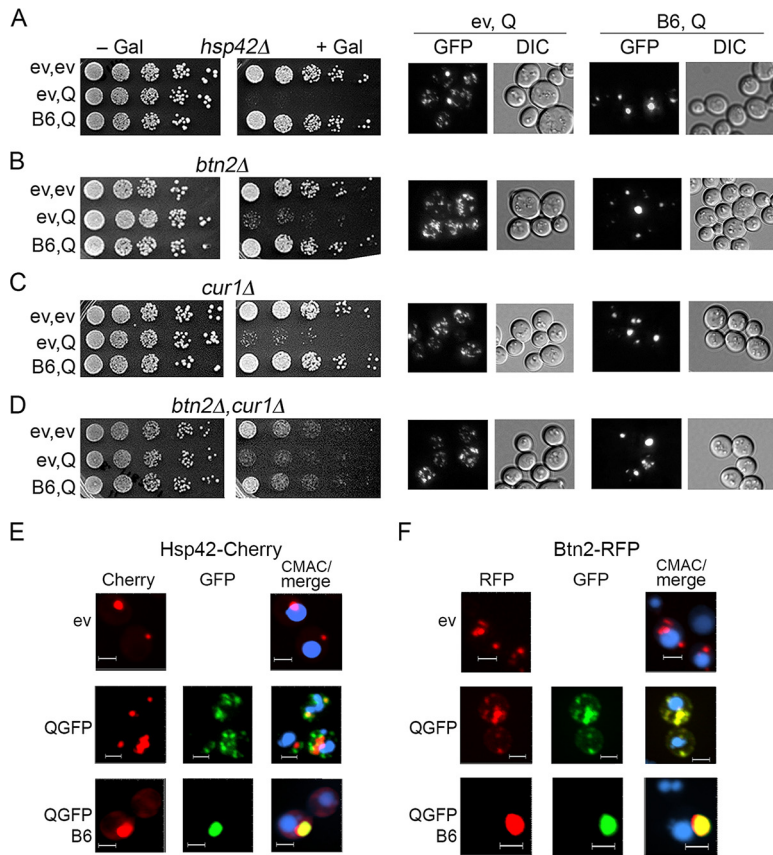 A
– Gal hsp42Δ + Gal
ev, Q
B6, Q
GFP DIC GFP DIC
ev,ev
ev,Q
B6,Q
B
btn2Δ
ev,ev
ev,Q
B6,Q
C
cur1Δ
ev,ev
ev,Q
B6,Q
D
btn2Δ,cur1Δ
ev,ev
ev,Q
B6,Q
E
Hsp42-Cherry
Cherry GFP CMAC/
merge
ev
QGFP
QGFP
B6
F
Btn2-RFP
RFP GFP CMAC/
merge
ev
QGFP
QGFP
B6